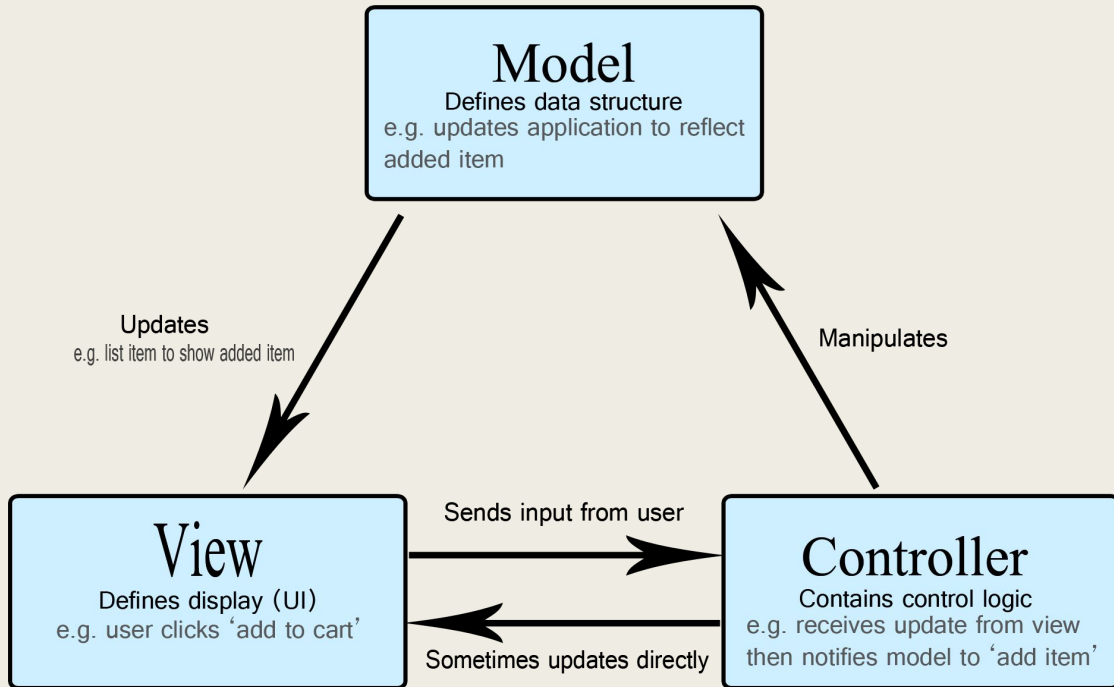 Model
Defines data structure
e.g. updates application to reflect
added item
Updates
e.g. list item to show added item
Manipulates
Sends input from user
View
Defines display (UI)
e.g. user clicks ‘add to cart’
Sometimes updates directly
Controller
Contains control logic
e.g. receives update from view
then notifies model to ‘add item’